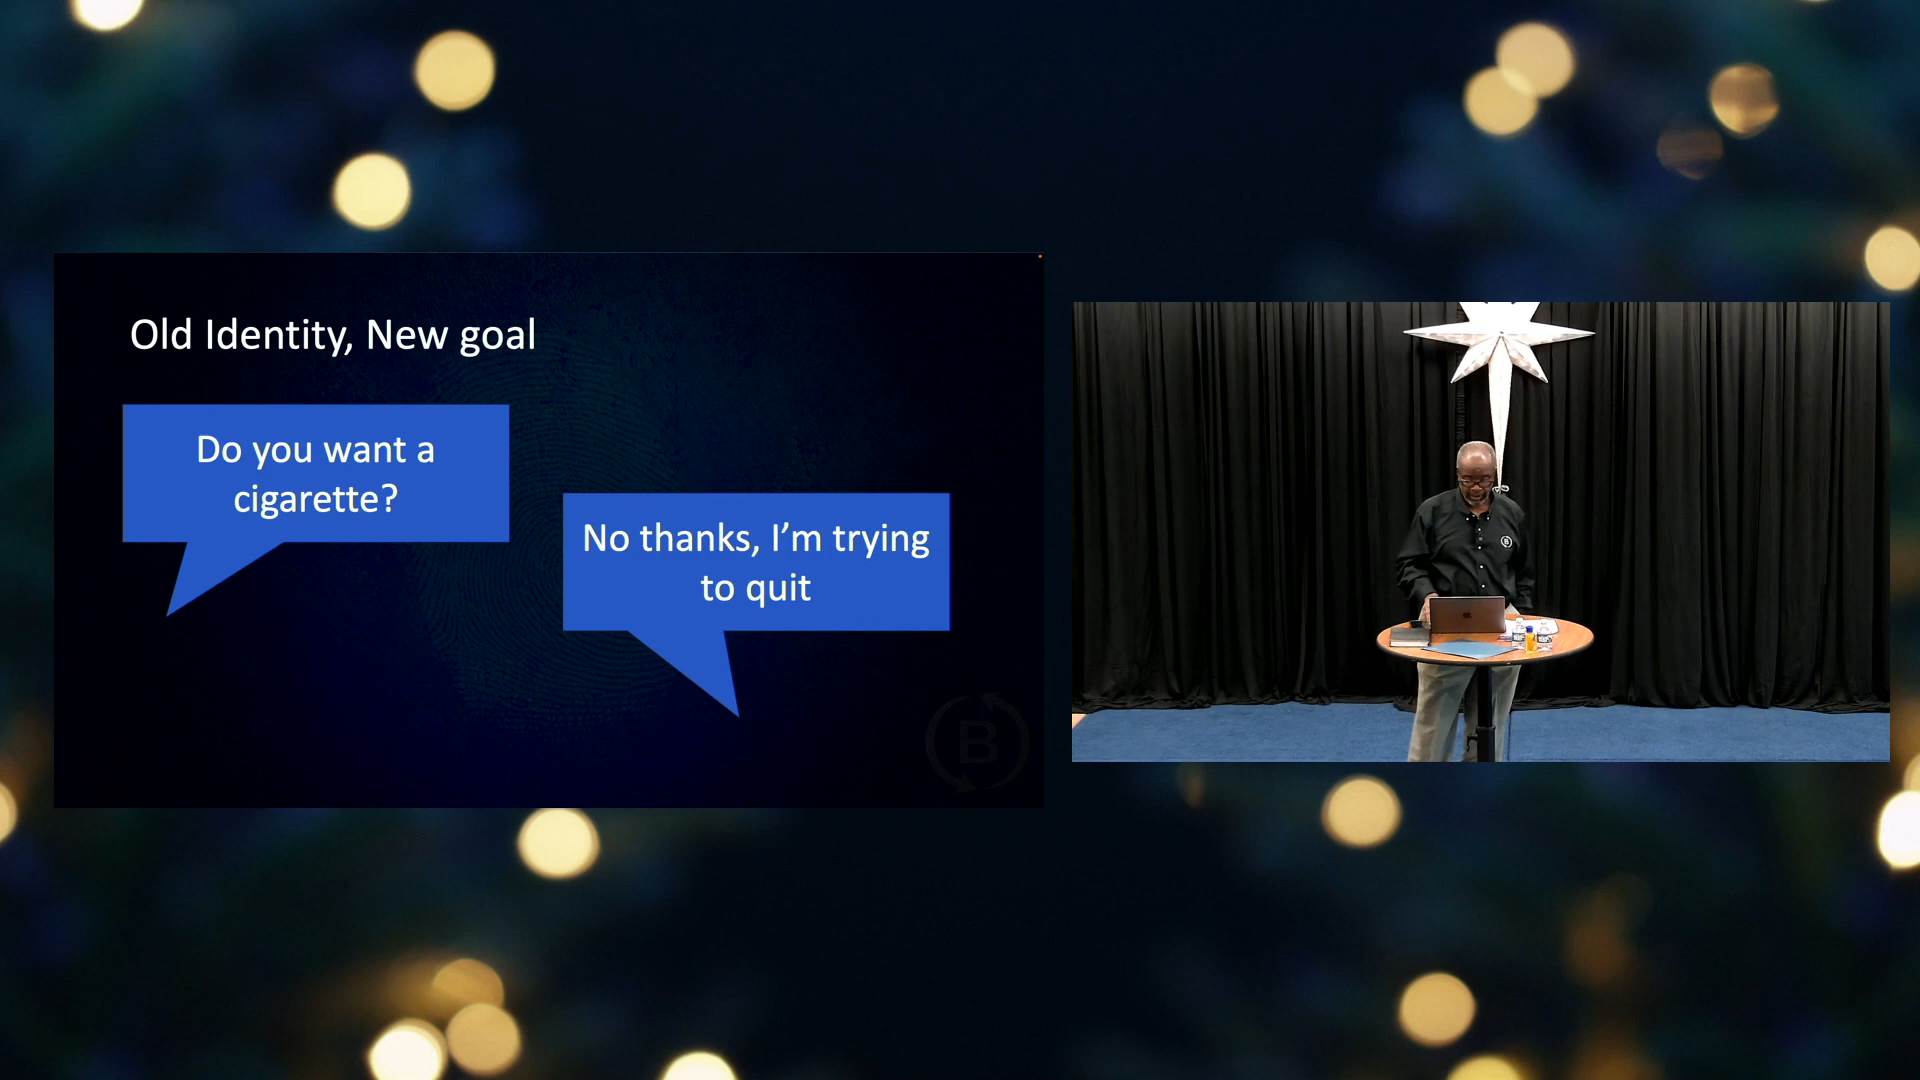 Old Identity, New goal
Do you want a
cigarette?
No thanks, I’m trying
to quit
B
B